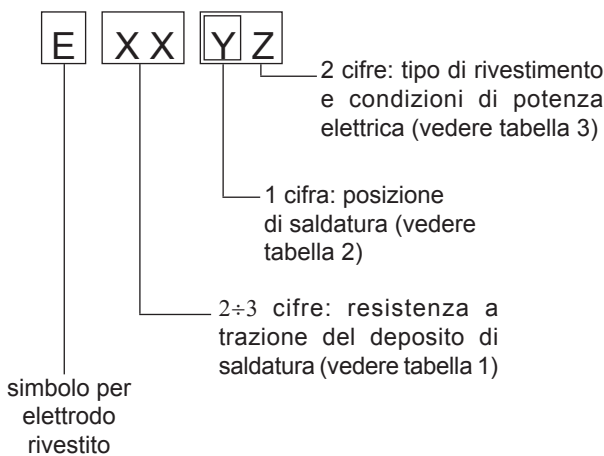 E XX YZ
2 cifre: tipo di rivestimento
e condizioni di potenza
elettrica (vedere tabella 3)
1 cifra: posizione
di saldatura (vedere
tabella 2)
2÷3 cifre: resistenza a
trazione del deposito di
saldatura (vedere tabella 1)
simbolo per
elettrodo
rivestito